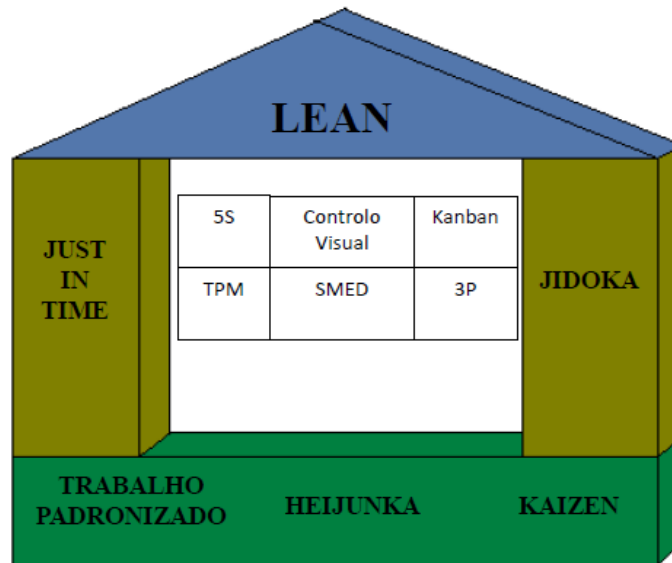 LEAN
JUST
IN
TIME
5S
Controlo
Visual
Kanban
TPM
SMED
3P
JIDOKA
TRABALHO
PADRONIZADO
HEIJUNKA
KAIZEN